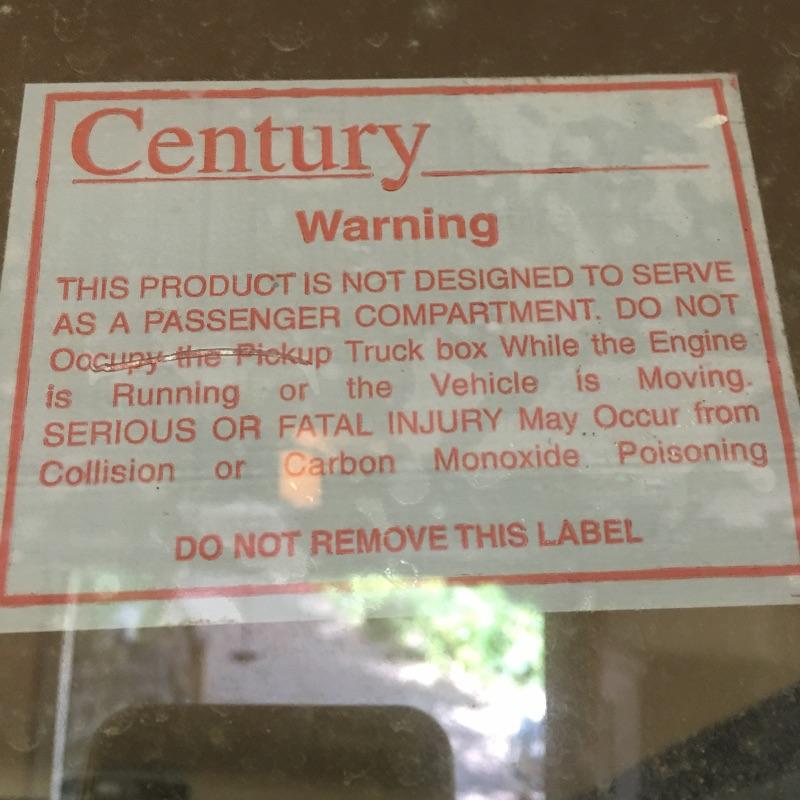 Century
Warning
THIS PRODUCT IS NOT DESIGNED TO SERVE
AS A PASSENGER COMPARTMENT. DO NOT
Occupy the Pickup Truck box While the Engine
is Running or the Vehicle is Moving.
SERIOUS OR FATAL INJURY May Occur from
Collision or Carbon Monoxide Poisoning
DO NOT REMOVE THIS LABEL